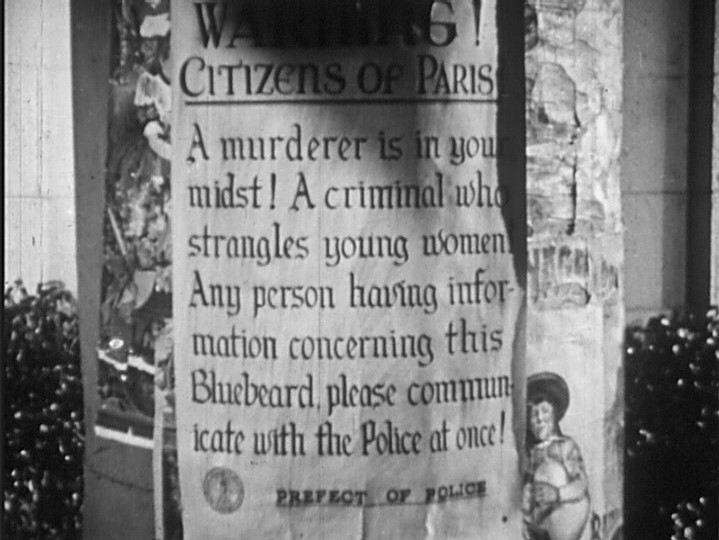 WARNING!
CITIZENS OF PARIS
A murderer is in your
midst! A criminal who
strangles young women.
Any person having infor-
mation concerning this
Bluebeard, please commun-
icate with the Police at once!
PREFECT OF POLICE